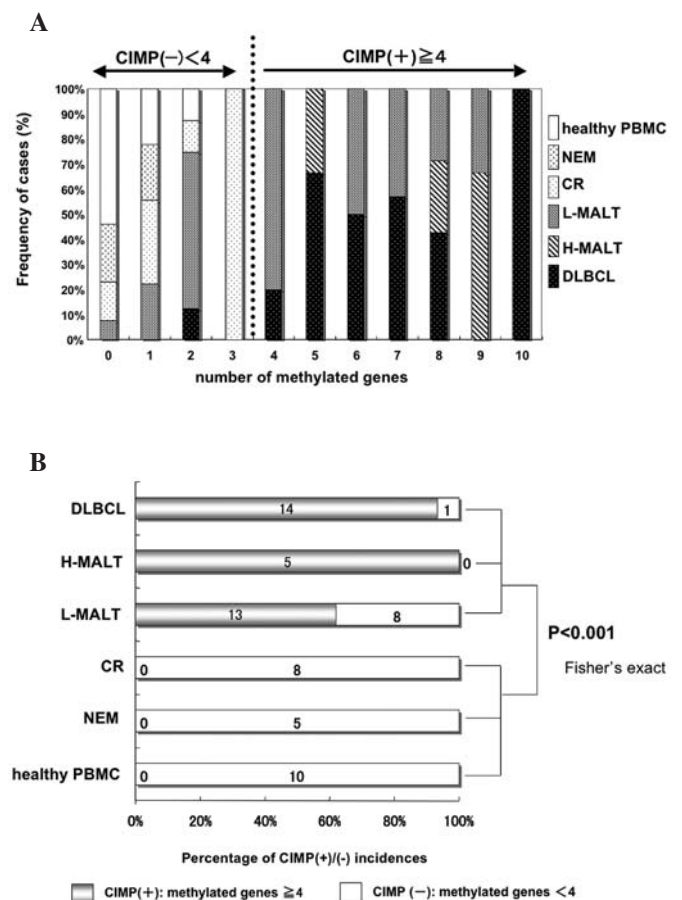 A
CIMP(−)<4
CIMP(+)≧4
Frequency of cases (%)
100%
90%
80%
70%
60%
50%
40%
30%
20%
10%
0%
0 1 2 3 4 5 6 7 8 9 10
number of methylated genes
healthy PBMC
NEM
CR
L-MALT
H-MALT
DLBCL
B
DLBCL 14 1
H-MALT 5 0
L-MALT 13 8
CR 0 8
NEM 0 5
healthy PBMC 0 10
P<0.001
Fisher's exact
0% 20% 40% 60% 80% 100%
Percentage of CIMP(+)/(-) incidences
CIMP(+): methylated genes ≧4
CIMP (−): methylated genes <4